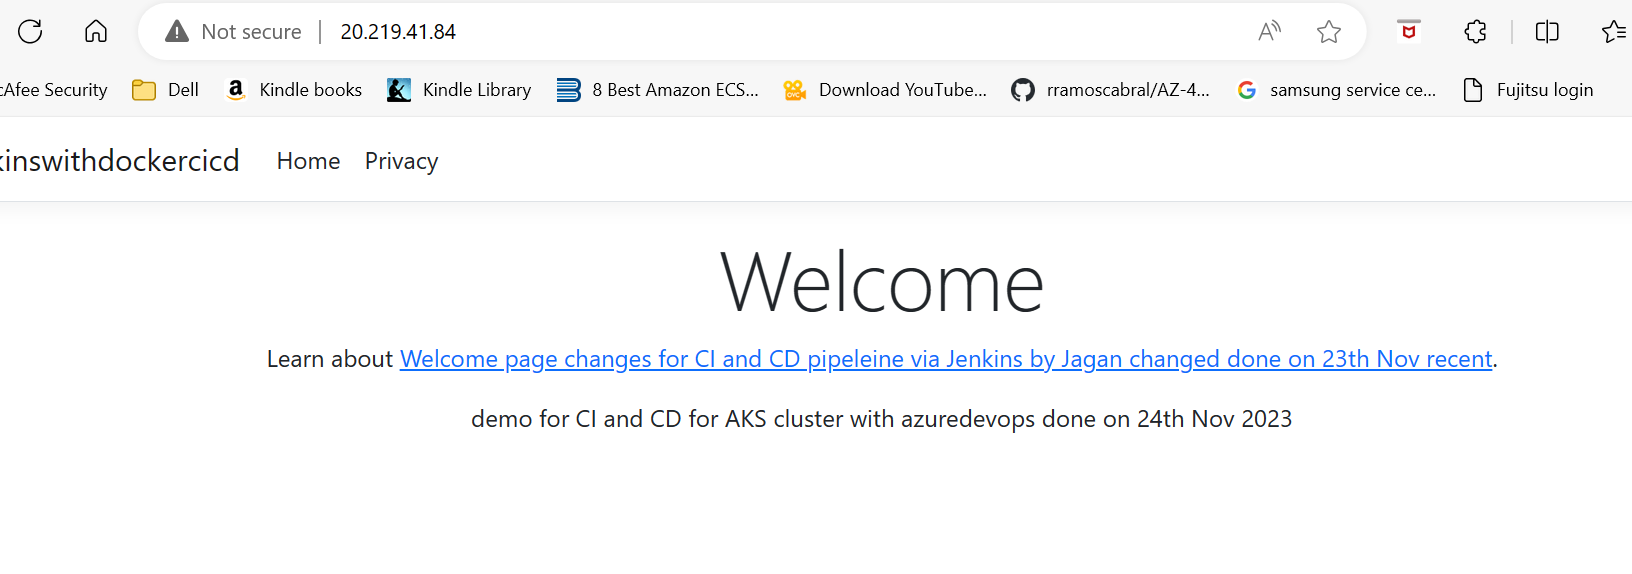 Not secure | 20.219.41.84
cAfee Security Dell Kindle books Kindle Library 8 Best Amazon ECS... Download YouTube... rramoscabral/AZ-4... samsung service ce... Fujitsu login
kinswithdockercicd Home Privacy
Welcome
Learn about Welcome page changes for CI and CD pipeleine via Jenkins by Jagan changed done on 23th Nov recent.
demo for CI and CD for AKS cluster with azuredevops done on 24th Nov 2023